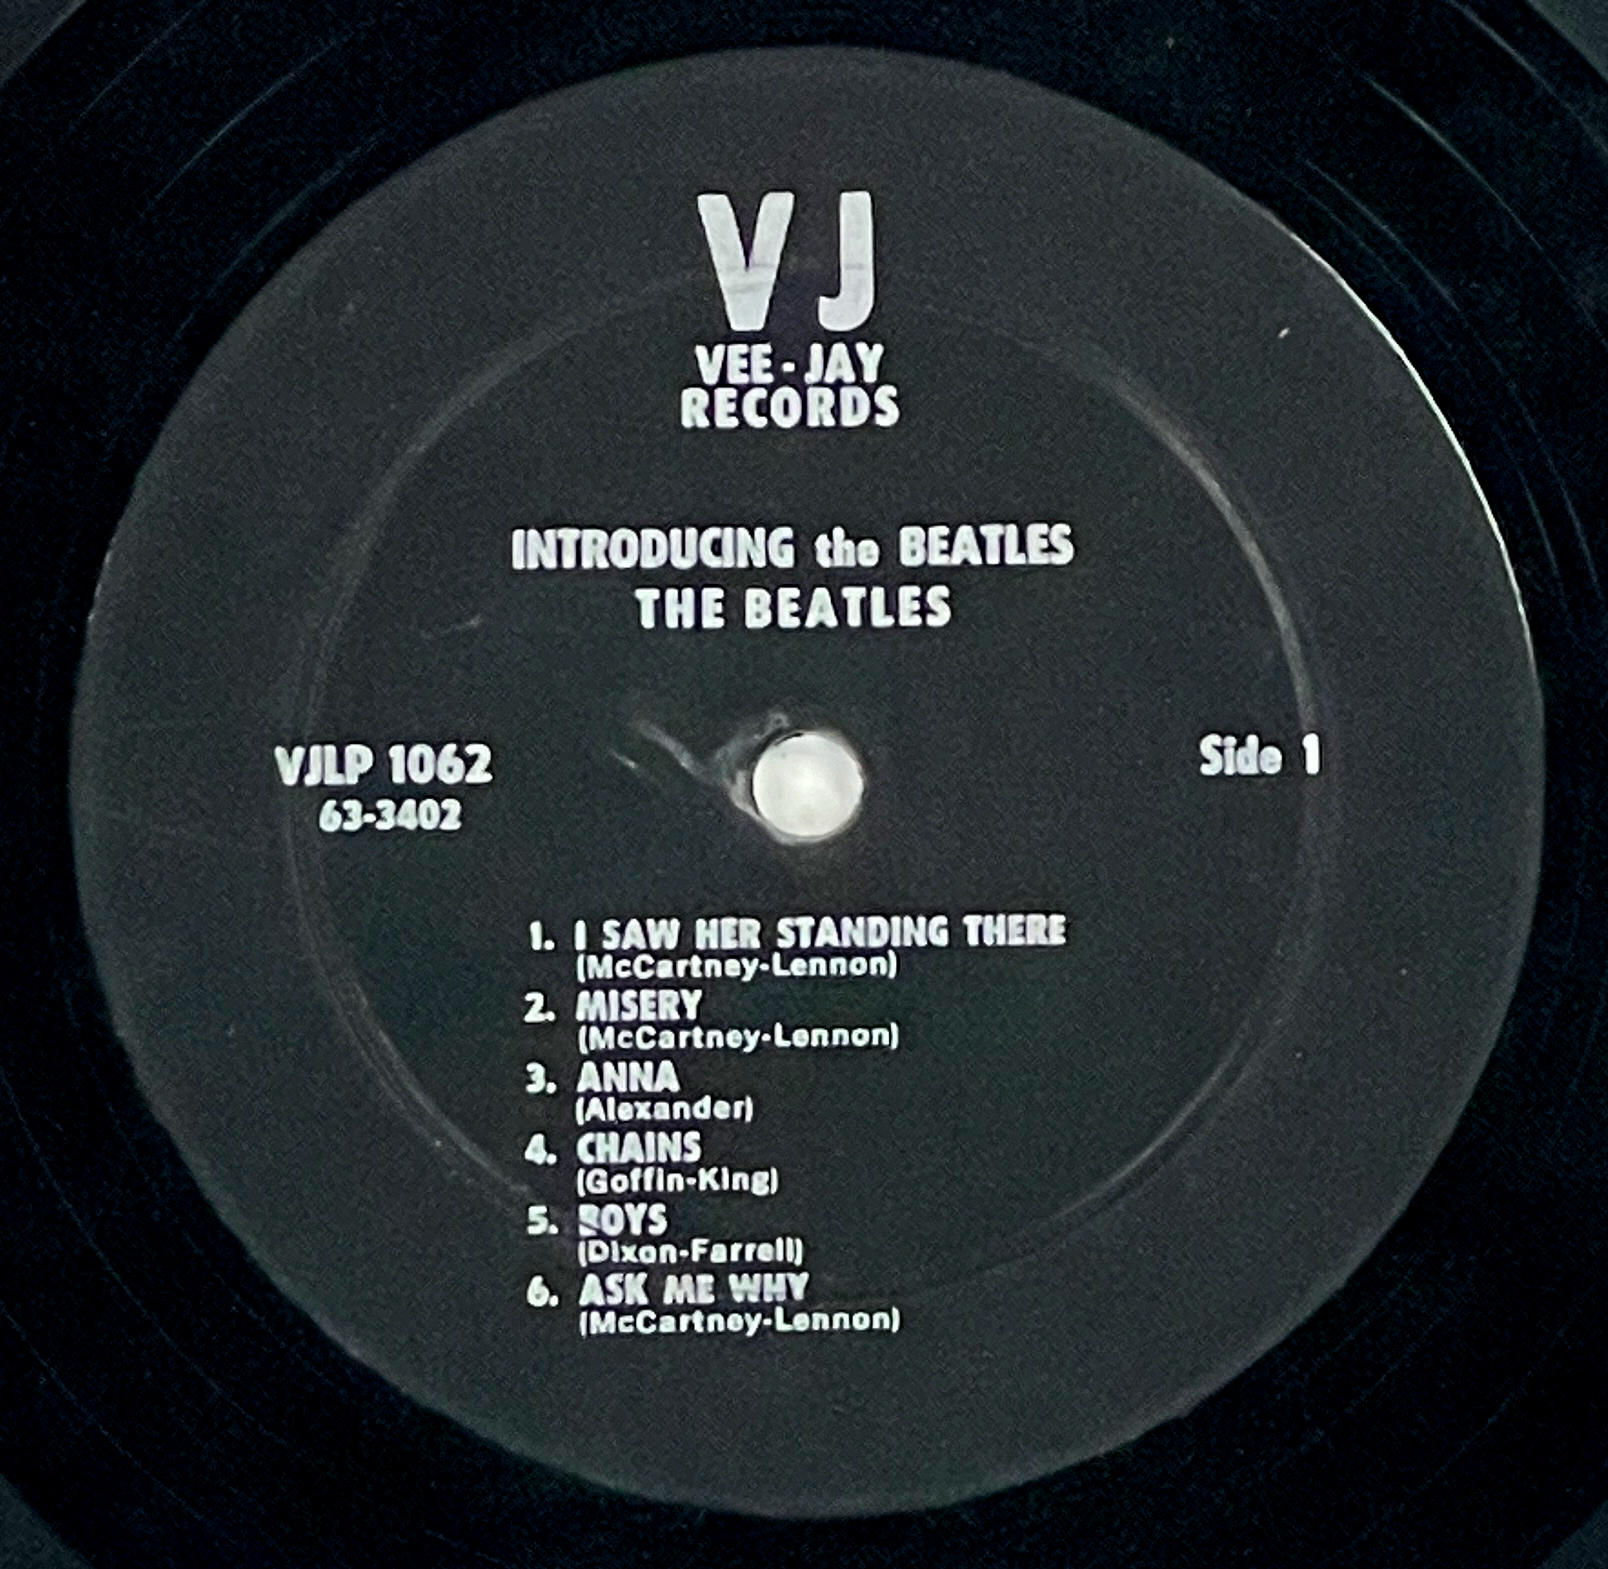 VJ
VEE-JAY
RECORDS
INTRODUCING the BEATLES
THE BEATLES
VJLP 1062
63-3402
Side 1
1. I SAW HER STANDING THERE
(McCartney-Lennon)
2. MISERY
(McCartney-Lennon)
3. ANNA
(Alexander)
4. CHAINS
(Goffin-King)
5. BOYS
(Dixon-Farrell)
6. ASK ME WHY
(McCartney-Lennon)